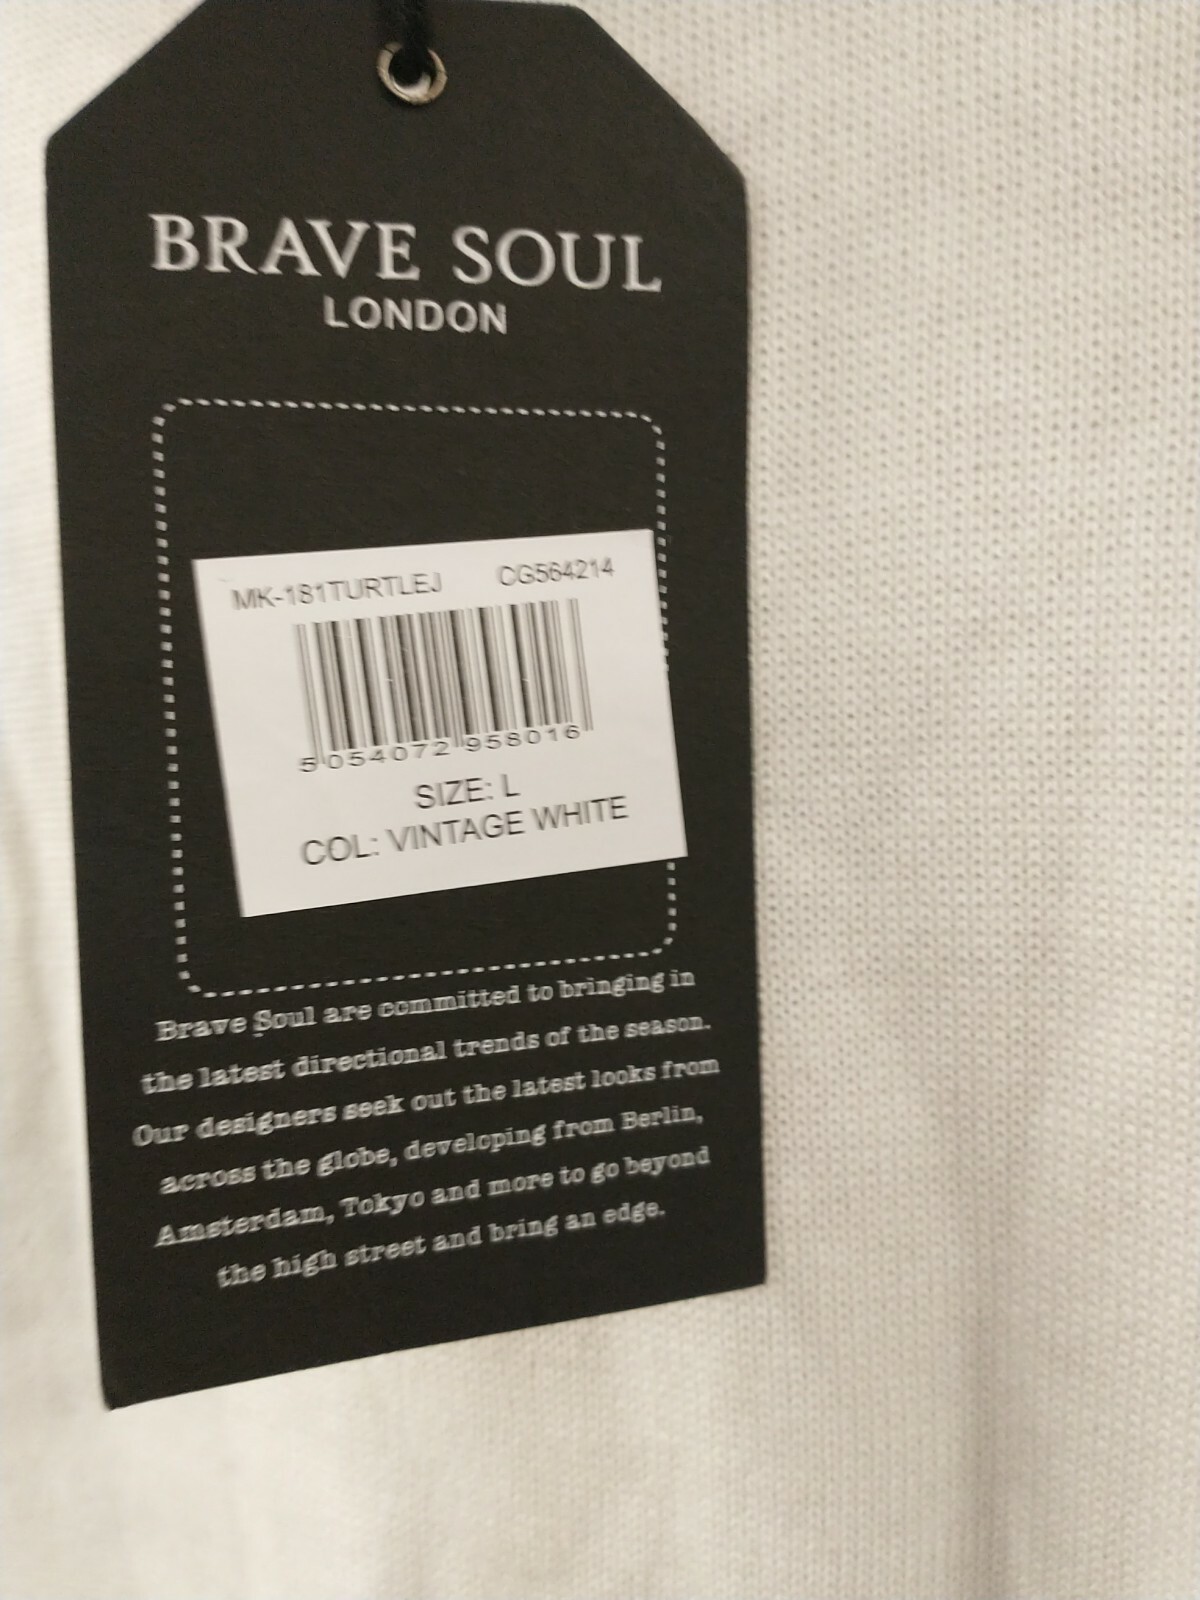 BRAVE SOUL
LONDON
MK-181TURTLEJ CG564214
5 054072 958016
SIZE: L
COL: VINTAGE WHITE
Brave Soul are committed to bringing in
the latest directional trends of the season.
Our designers seek out the latest looks from
across the globe, developing from Berlin,
Amsterdam, Tokyo and more to go beyond
the high street and bring an edge.